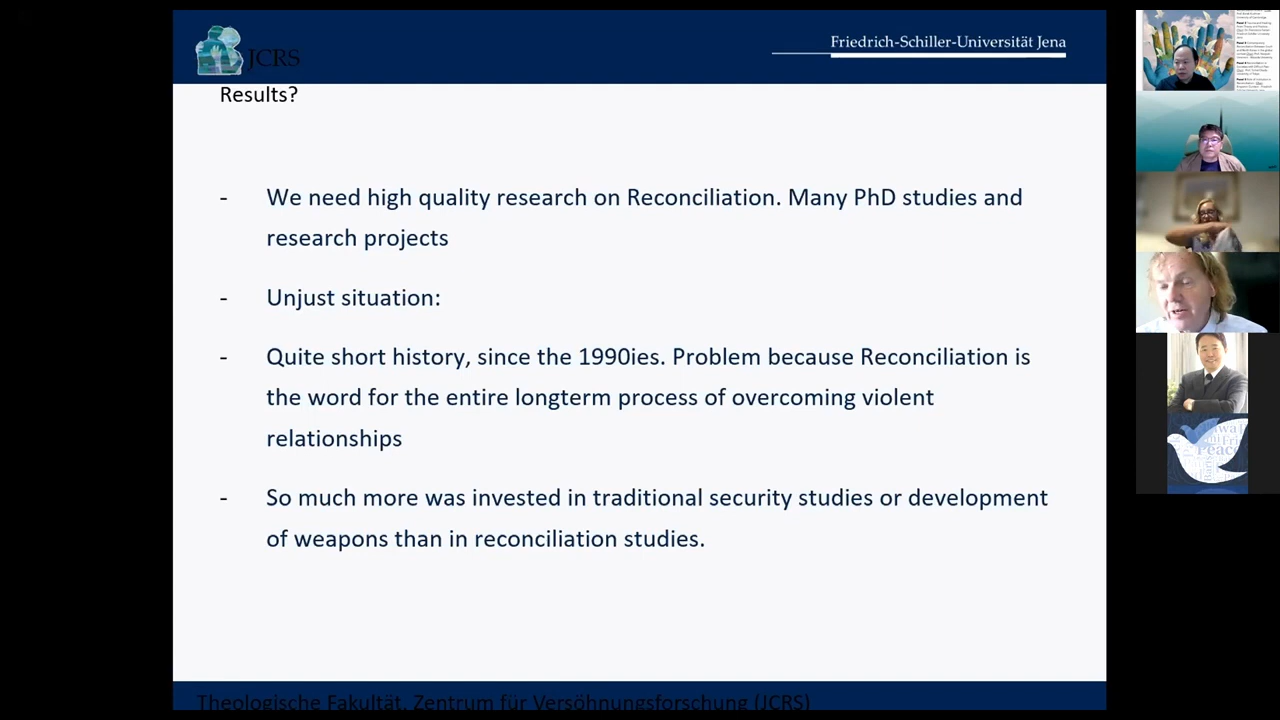 JCRS
Friedrich-Schiller-Universität Jena
Results?
- We need high quality research on Reconciliation. Many PhD studies and
research projects
- Unjust situation:
- Quite short history, since the 1990ies. Problem because Reconciliation is
the word for the entire longterm process of overcoming violent
relationships
- So much more was invested in traditional security studies or development
of weapons than in reconciliation studies.
Theologische Fakultät, Zentrum für Versöhnungsforschung (JCRS)
Peace